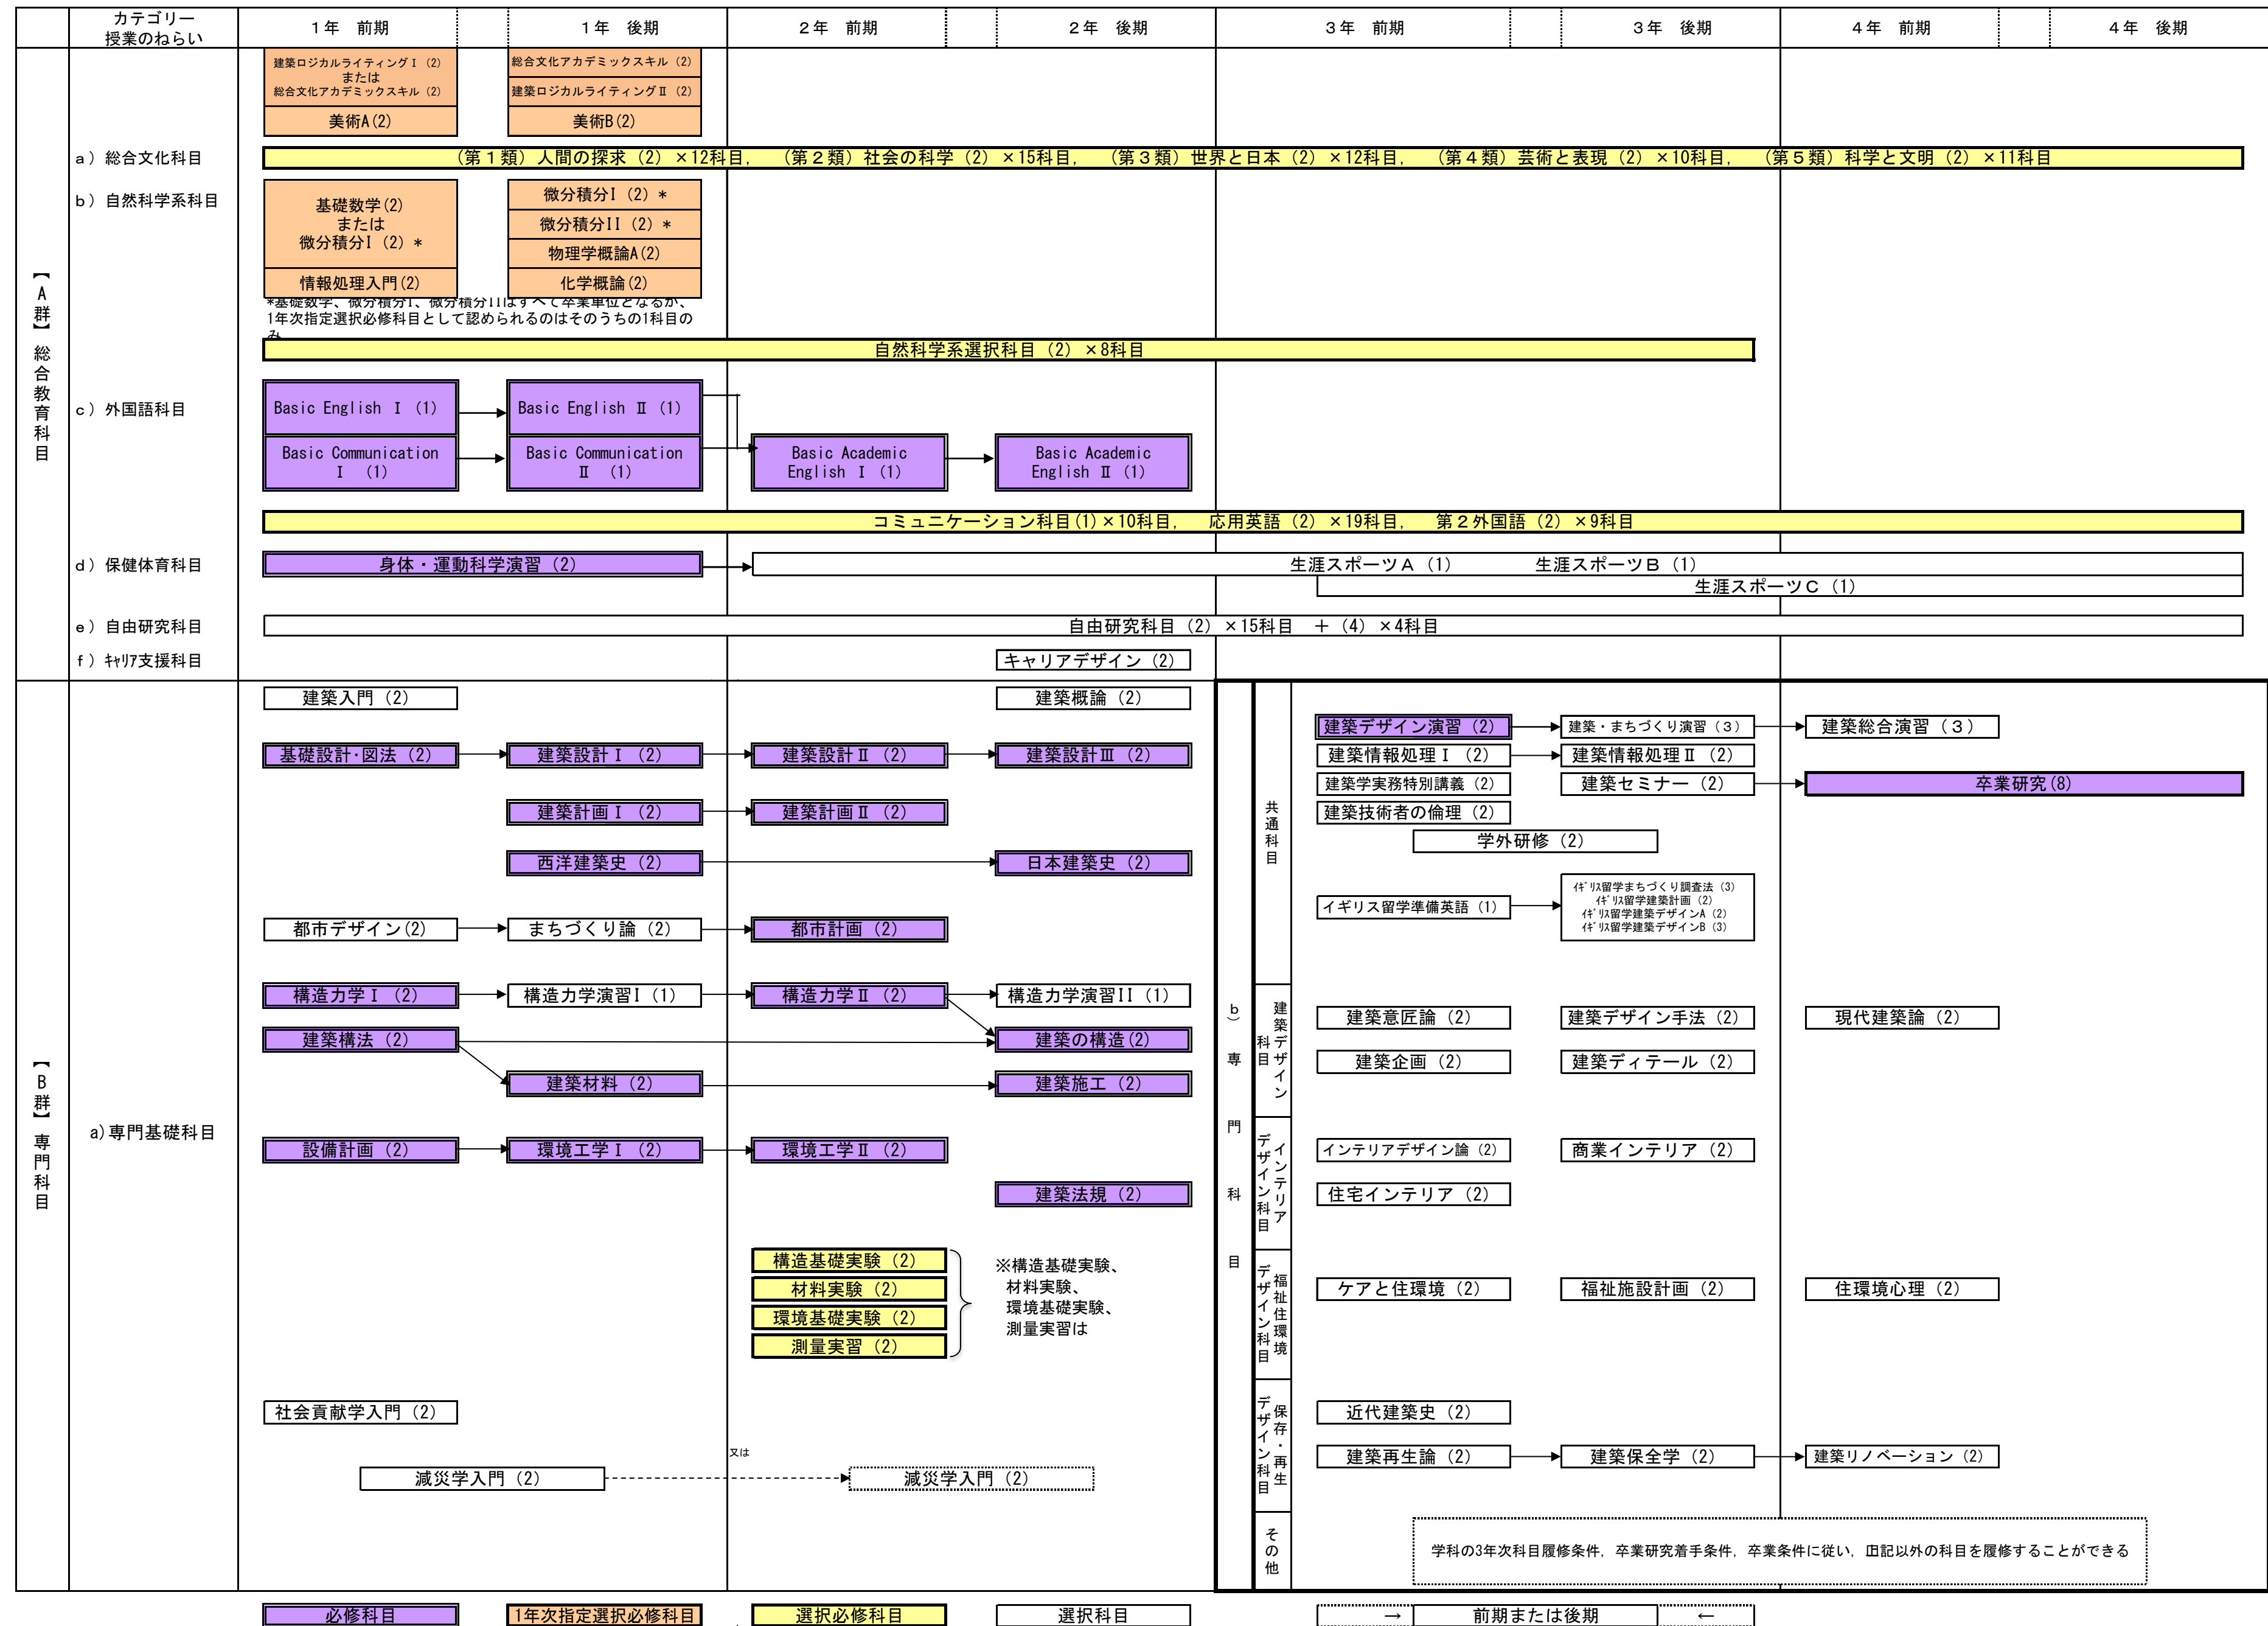 カテゴリー
授業のねらい
1年 前期
1年 後期
2年 前期
2年 後期
3年 前期
3年 後期
4年 前期
4年 後期
【A群】総合教育科目
建築ロジカルライティングⅠ（2）
または
総合文化アカデミックスキル（2）
総合文化アカデミックスキル（2）
建築ロジカルライティングⅡ（2）
美術A(2)
美術B(2)
a）総合文化科目
（第１類）人間の探求（2）×12科目, （第２類）社会の科学（2）×15科目, （第３類）世界と日本（2）×12科目, （第４類）芸術と表現（2）×10科目, （第５類）科学と文明（2）×11科目
b）自然科学系科目
基礎数学(2)
または
微分積分I（2）*
情報処理入門(2)
微分積分I（2）*
微分積分II（2）*
物理学概論A(2)
化学概論(2)
*基礎数学、微分積分I、微分積分IIはすべて卒業単位となるが、
1年次指定選択必修科目として認められるのはそのうちの1科目の
み
自然科学系選択科目（2）×8科目
c）外国語科目
Basic English Ⅰ（1）
Basic English Ⅱ（1）
Basic Communication
Ⅰ （1）
Basic Communication
Ⅱ （1）
Basic Academic
English Ⅰ（1）
Basic Academic
English Ⅱ（1）
コミュニケーション科目(1)×10科目, 応用英語（2）×19科目, 第２外国語（2）×9科目
d）保健体育科目
身体・運動科学演習（2）
生涯スポーツＡ（1） 生涯スポーツＢ（1）
生涯スポーツＣ（1）
e）自由研究科目
自由研究科目（2）×15科目 ＋（4）×4科目
f）ｷｬﾘｱ支援科目
キャリアデザイン（2）
【B群】専門科目
a)専門基礎科目
建築入門（2）
建築概論（2）
基礎設計・図法（2）
建築設計Ⅰ（2）
建築設計Ⅱ（2）
建築設計Ⅲ（2）
建築計画Ⅰ（2）
建築計画Ⅱ（2）
西洋建築史（2）
日本建築史（2）
都市デザイン(2)
まちづくり論（2）
都市計画（2）
構造力学Ⅰ（2）
構造力学演習I（1）
構造力学Ⅱ（2）
構造力学演習II（1）
建築構法（2）
建築の構造(2)
建築材料（2）
建築施工（2）
設備計画（2）
環境工学Ⅰ（2）
環境工学Ⅱ（2）
建築法規（2）
構造基礎実験（2）
材料実験（2）
環境基礎実験（2）
測量実習（2）
※構造基礎実験、
材料実験、
環境基礎実験、
測量実習は
社会貢献学入門（2）
又は
減災学入門（2）
減災学入門（2）
b）専門科目
共通科目
建築デザイン演習（2）
建築・まちづくり演習（３）
建築総合演習（３）
建築情報処理Ⅰ（2）
建築情報処理Ⅱ（2）
建築学実務特別講義（2）
建築セミナー（2）
卒業研究(8)
建築技術者の倫理（2）
学外研修（2）
イギリス留学準備英語（1）
ｲｷﾞﾘｽ留学まちづくり調査法（3）
ｲｷﾞﾘｽ留学建築計画（2）
ｲｷﾞﾘｽ留学建築デザインA（2）
ｲｷﾞﾘｽ留学建築デザインB（3）
建築デザイン
科目
建築意匠論（2）
建築デザイン手法（2）
現代建築論（2）
建築企画（2）
建築ディテール（2）
インテリア
デザイン科目
インテリアデザイン論（2）
商業インテリア（2）
住宅インテリア（2）
福祉住環境
デザイン科目
ケアと住環境（2）
福祉施設計画（2）
住環境心理（2）
保存・再生
デザイン科目
近代建築史（2）
建築再生論（2）
建築保全学（2）
建築リノベーション（2）
その他
学科の3年次科目履修条件, 卒業研究着手条件, 卒業条件に従い, 記以外の科目を履修することができる
必修科目
1年次指定選択必修科目
選択必修科目
選択科目
→
前期または後期
←